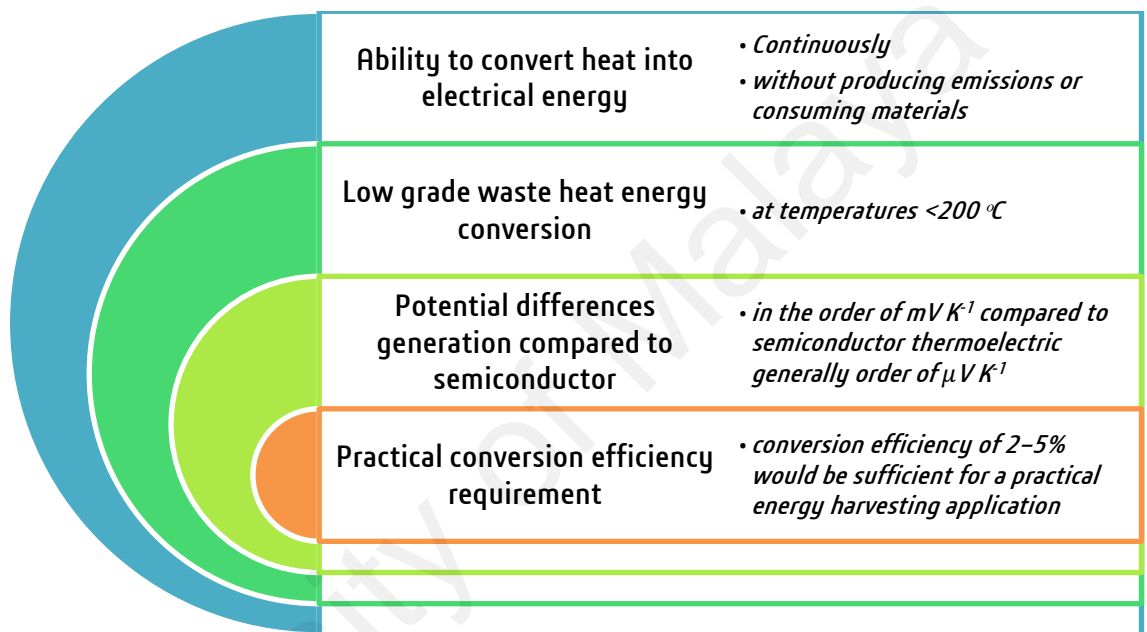 Ability to convert heat into
electrical energy
• Continuously
• without producing emissions or
consuming materials
Low grade waste heat energy
conversion
• at temperatures <200 °C
Potential differences
generation compared to
semiconductor
• in the order of mV K⁻¹ compared to
semiconductor thermoelectric
generally order of μV K⁻¹
Practical conversion efficiency
requirement
• conversion efficiency of 2–5%
would be sufficient for a practical
energy harvesting application
ity of Malaya